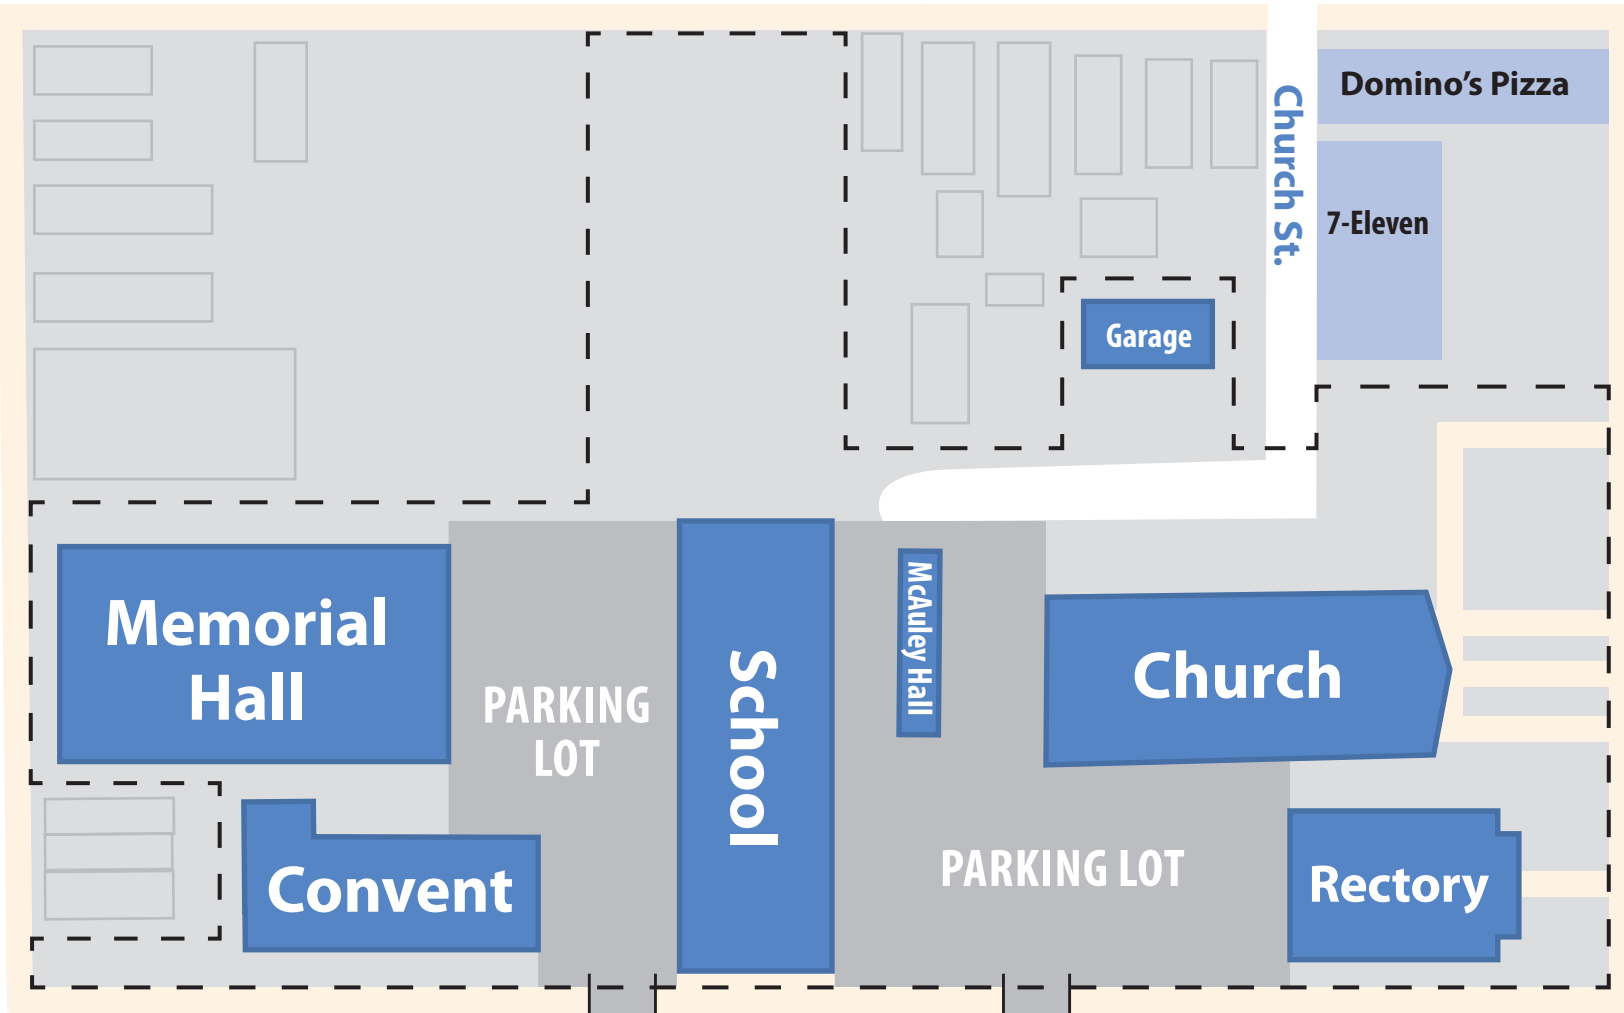 Domino's Pizza
Church St.
7-Eleven
Garage
Memorial
Hall
PARKING
LOT
School
McAuley Hall
Church
Convent
PARKING LOT
Rectory